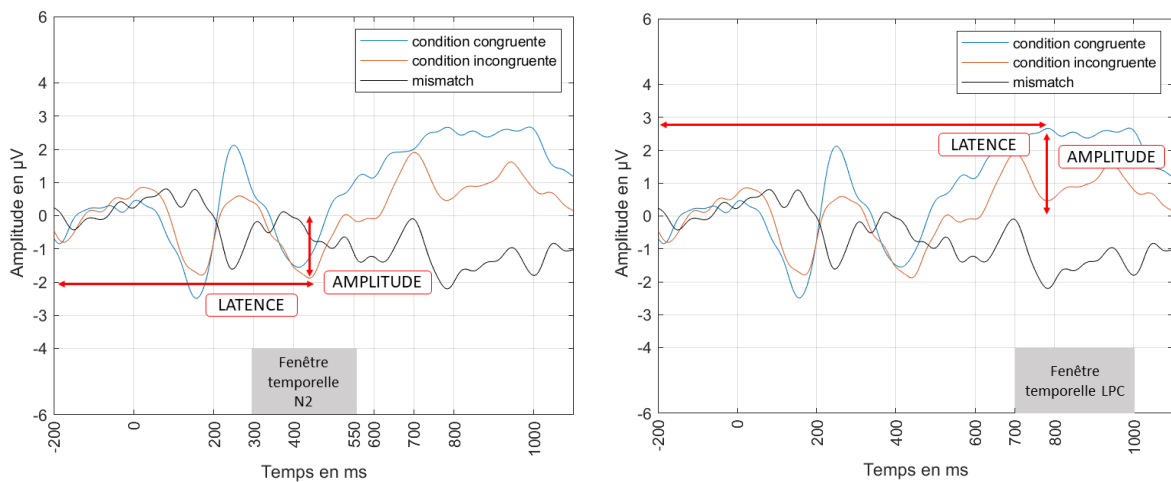 6
5
4
3
2
1
0
-1
-2
-3
-4
-6
Amplitude en µV
condition congruente
condition incongruente
mismatch
AMPLITUDE
LATENCE
Fenêtre
temporelle
N2
-200
0
200
300
400
550
600
800
1000
Temps en ms
6
5
4
3
2
1
0
-1
-2
-3
-4
-6
Amplitude en µV
condition congruente
condition incongruente
mismatch
LATENCE
AMPLITUDE
Fenêtre
temporelle LPC
-200
0
200
400
600
700
800
1000
Temps en ms